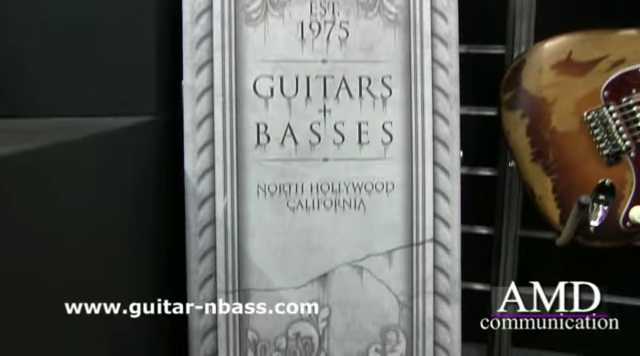 EST.
1975
GUITARS
+
BASSES
NORTH HOLLYWOOD
CALIFORNIA
www.guitar-nbass.com
AMD
communication